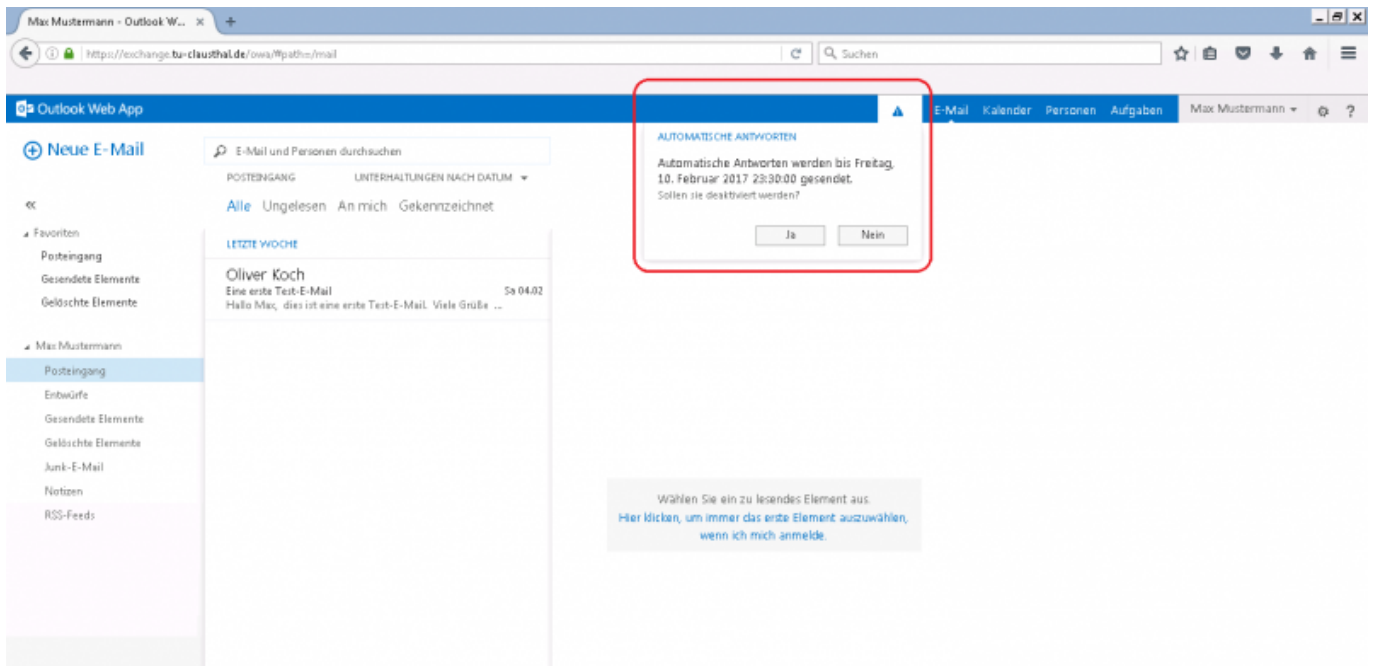 Max Mustermann - Outlook W...
https://exchange.tu-clausthal.de/owa/#path=/mail
Suchen
Outlook Web App
E-Mail Kalender Personen Aufgaben Max Mustermann ?
Neue E-Mail
E-Mail und Personen durchsuchen
POSTEINGANG UNTERHALTUNGEN NACH DATUM
Alle Ungelesen An mich Gekennzeichnet
AUTOMATISCHE ANTWORTEN
Automatische Antworten werden bis Freitag,
10. Februar 2017 23:30:00 gesendet.
Sollen sie deaktiviert werden?
Ja Nein
Favoriten
Posteingang
Gesendete Elemente
Gelöschte Elemente
LETZTE WOCHE
Oliver Koch
Eine erste Test-E-Mail Sa 04.02
Hallo Max, dies ist eine erste Test-E-Mail. Viele Grüße ...
Max Mustermann
Posteingang
Entwürfe
Gesendete Elemente
Gelöschte Elemente
Junk-E-Mail
Notizen
RSS-Feeds
Wählen Sie ein zu lesendes Element aus.
Hier klicken, um immer das erste Element auszuwählen,
wenn ich mich anmelde.